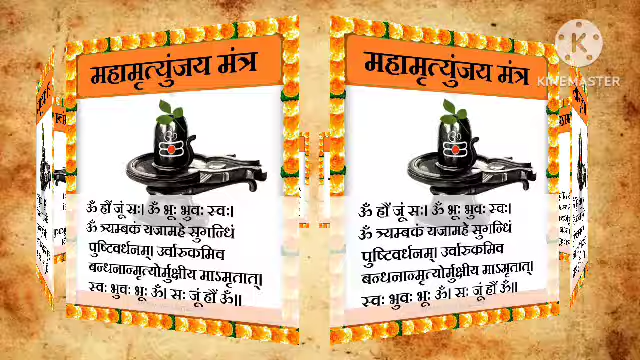 महामृत्युंजय मंत्र
ॐ हौं जूं सः। ॐ भूः भुवः स्वः।
ॐ त्र्यम्बकं यजामहे सुगन्धिं
पुष्टिवर्धनम्। उर्वारुकमिव
बन्धनान्मृत्योर्मुक्षीय माऽमृतात्।
स्वः भुवः भूः ॐ। सः जूं हौं ॐ॥
महामृत्युंजय मंत्र
ॐ हौं जूं सः। ॐ भूः भुवः स्वः।
ॐ त्र्यम्बकं यजामहे सुगन्धिं
पुष्टिवर्धनम्। उर्वारुकमिव
बन्धनान्मृत्योर्मुक्षीय माऽमृतात्।
स्वः भुवः भूः ॐ। सः जूं हौं ॐ॥
KINEMASTER